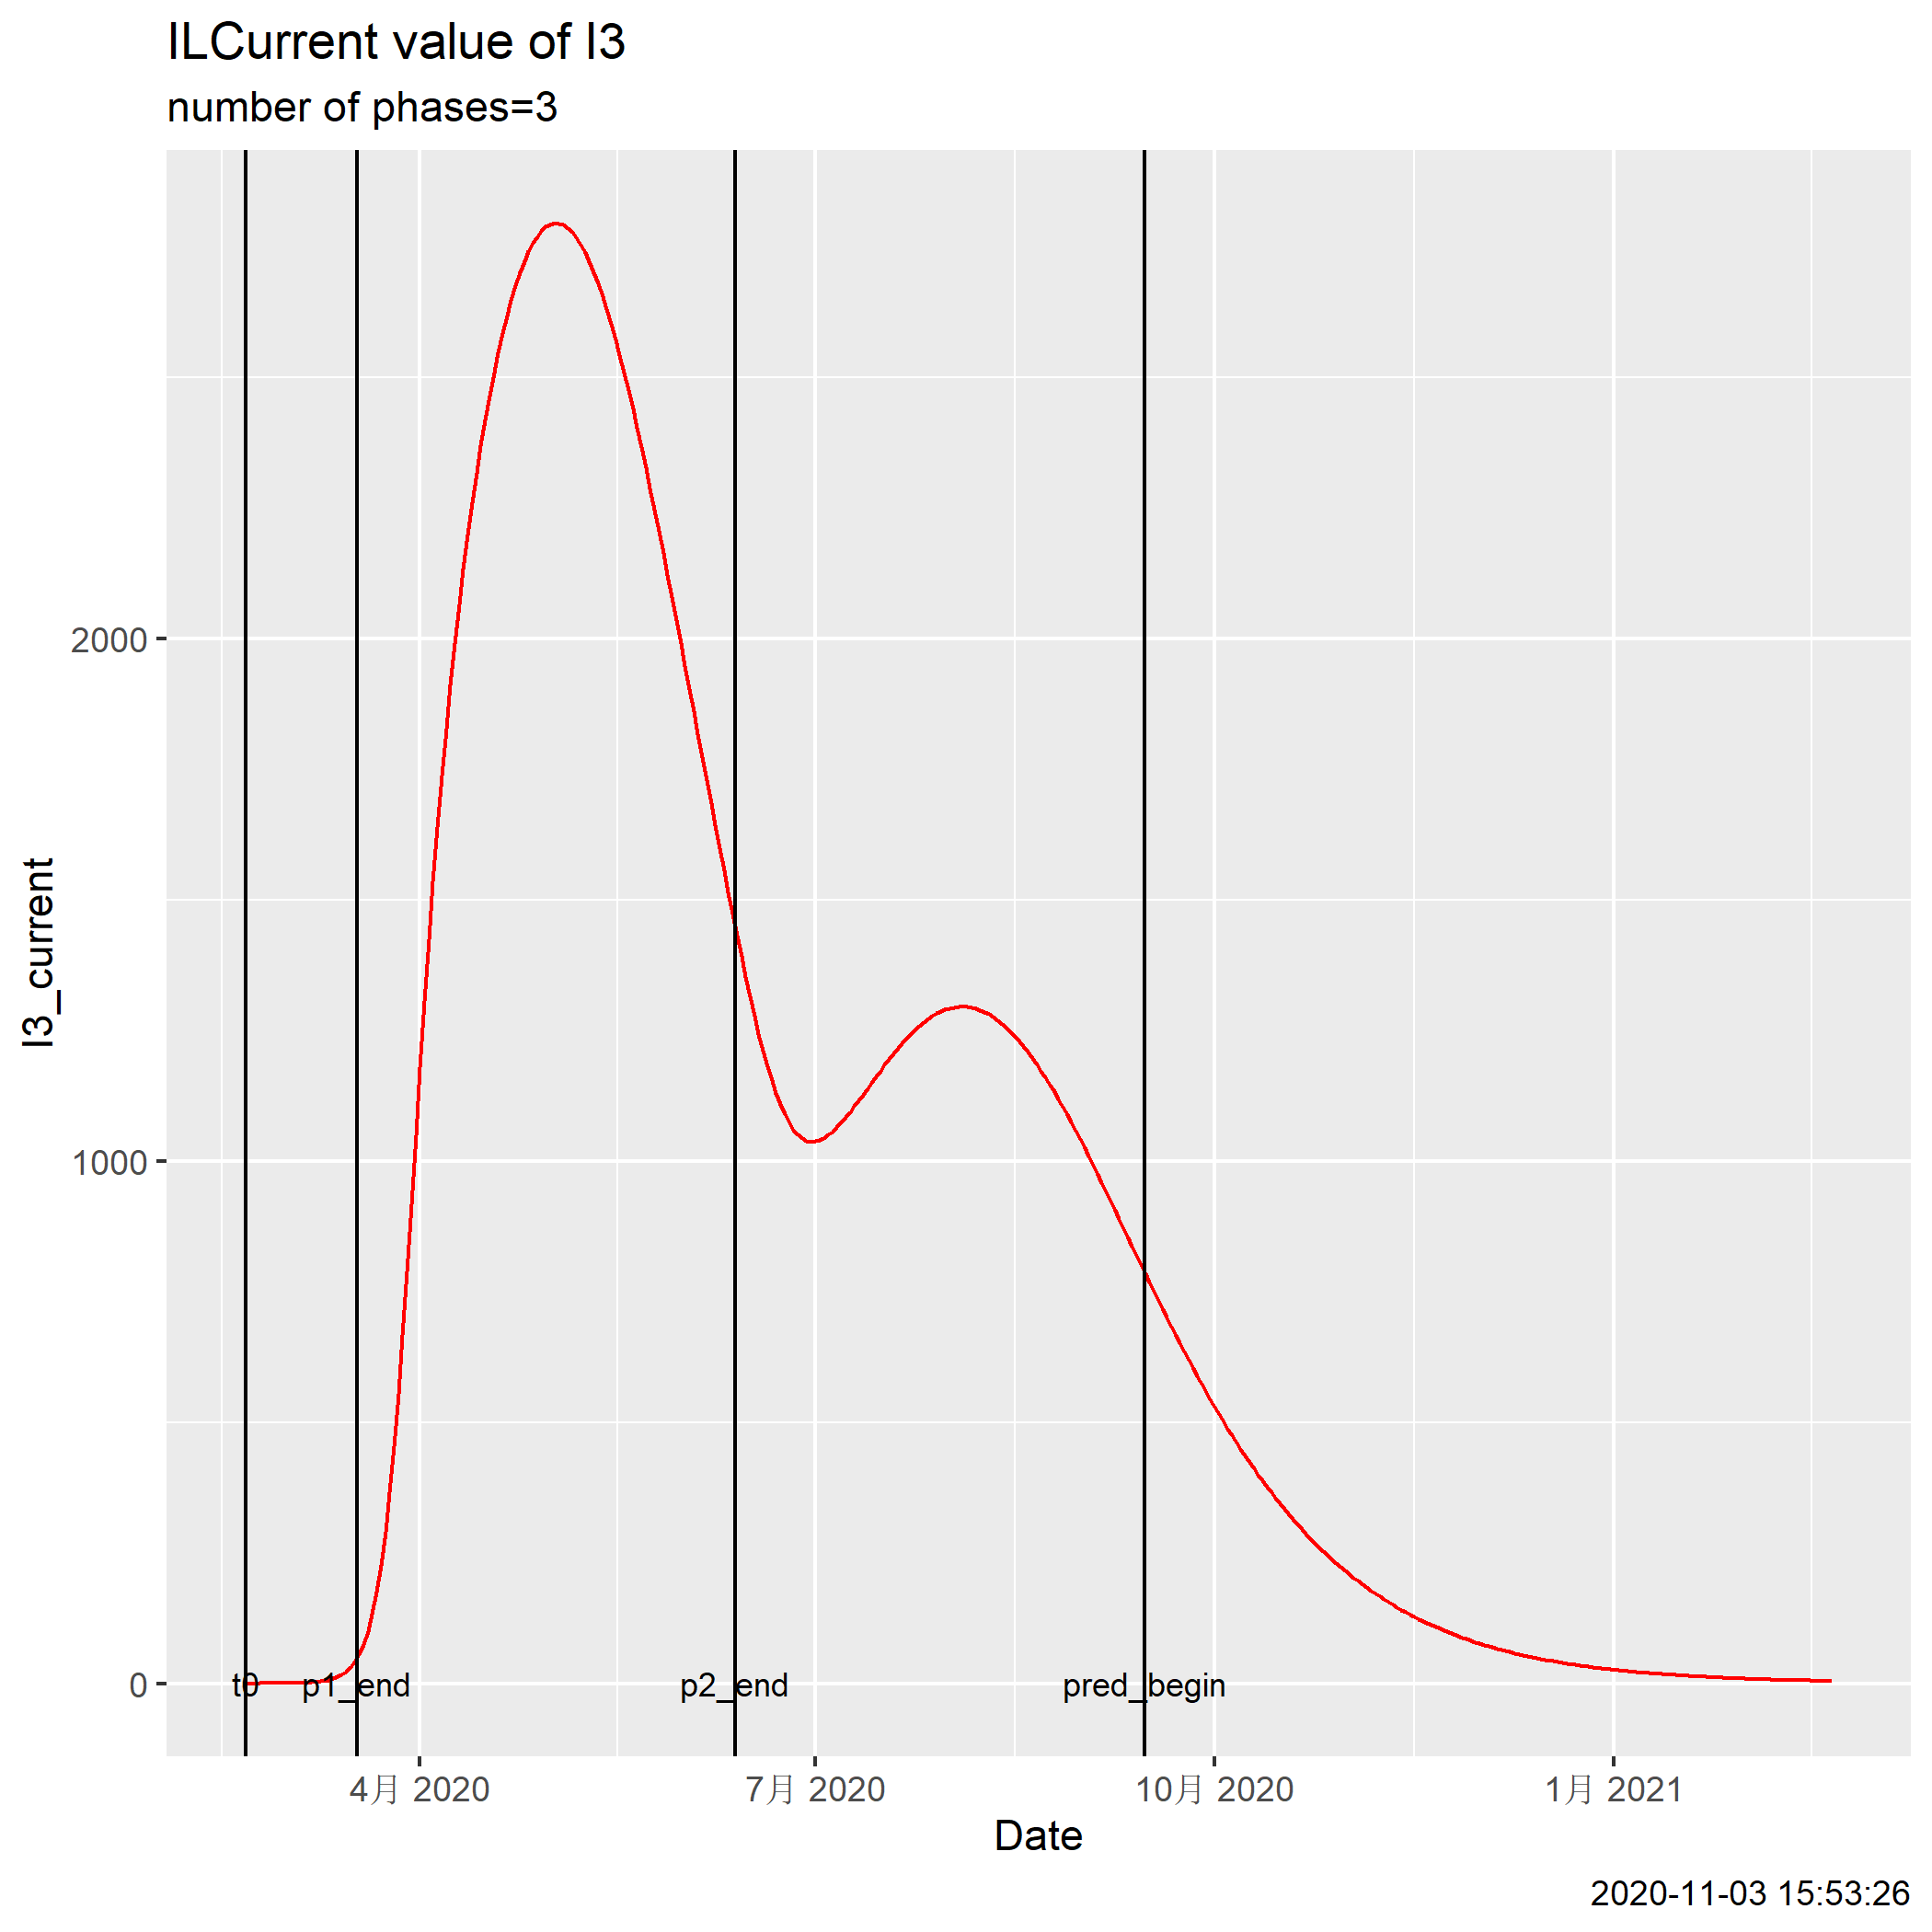 ILCurrent value of I3
number of phases=3
I3_current
2000
1000
0
t0
p1_end
p2_end
pred_begin
4月 2020
7月 2020
10月 2020
1月 2021
Date
2020-11-03 15:53:26